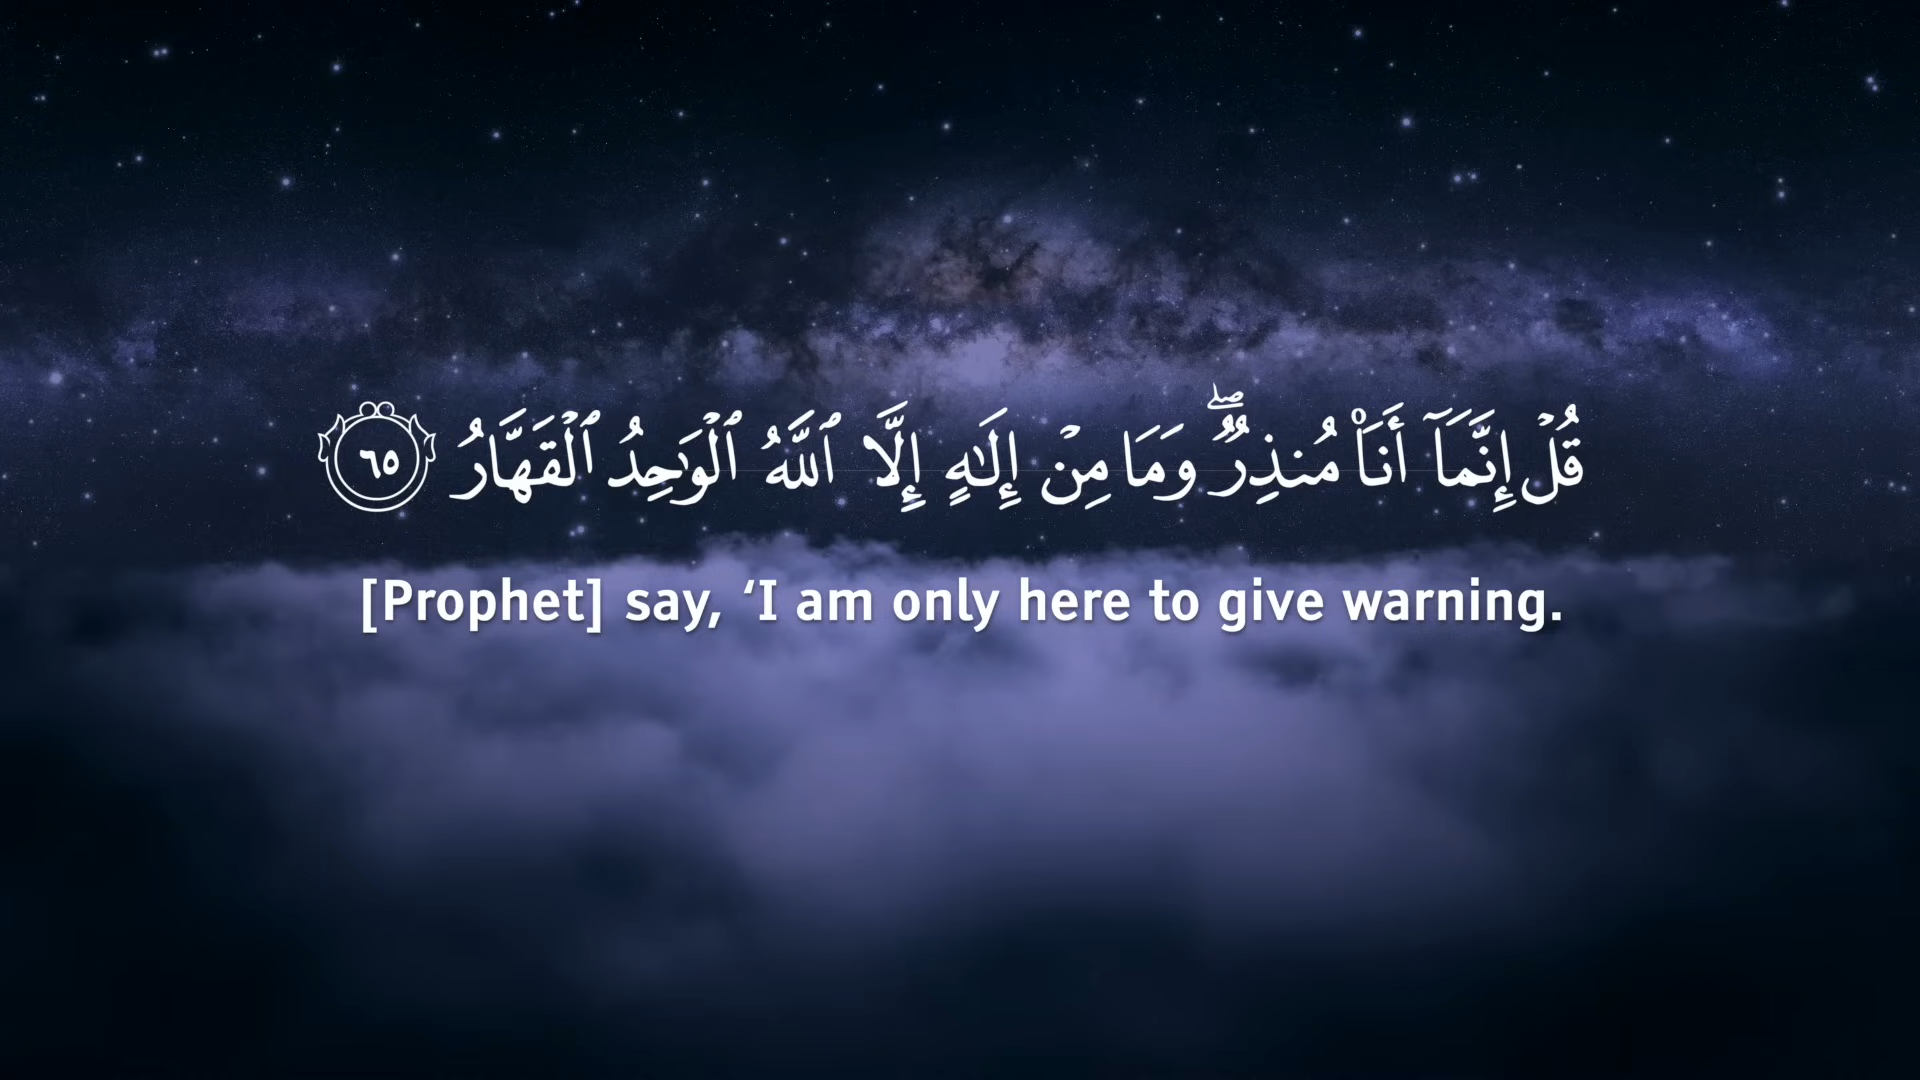 قُلْ إِنَّمَآ أَنَا۠ مُنذِرٌۭ ۖ وَمَا مِنْ إِلَـٰهٍ إِلَّا ٱللَّهُ ٱلْوَٰحِدُ ٱلْقَهَّارُ ٦٥
[Prophet] say, ‘I am only here to give warning.